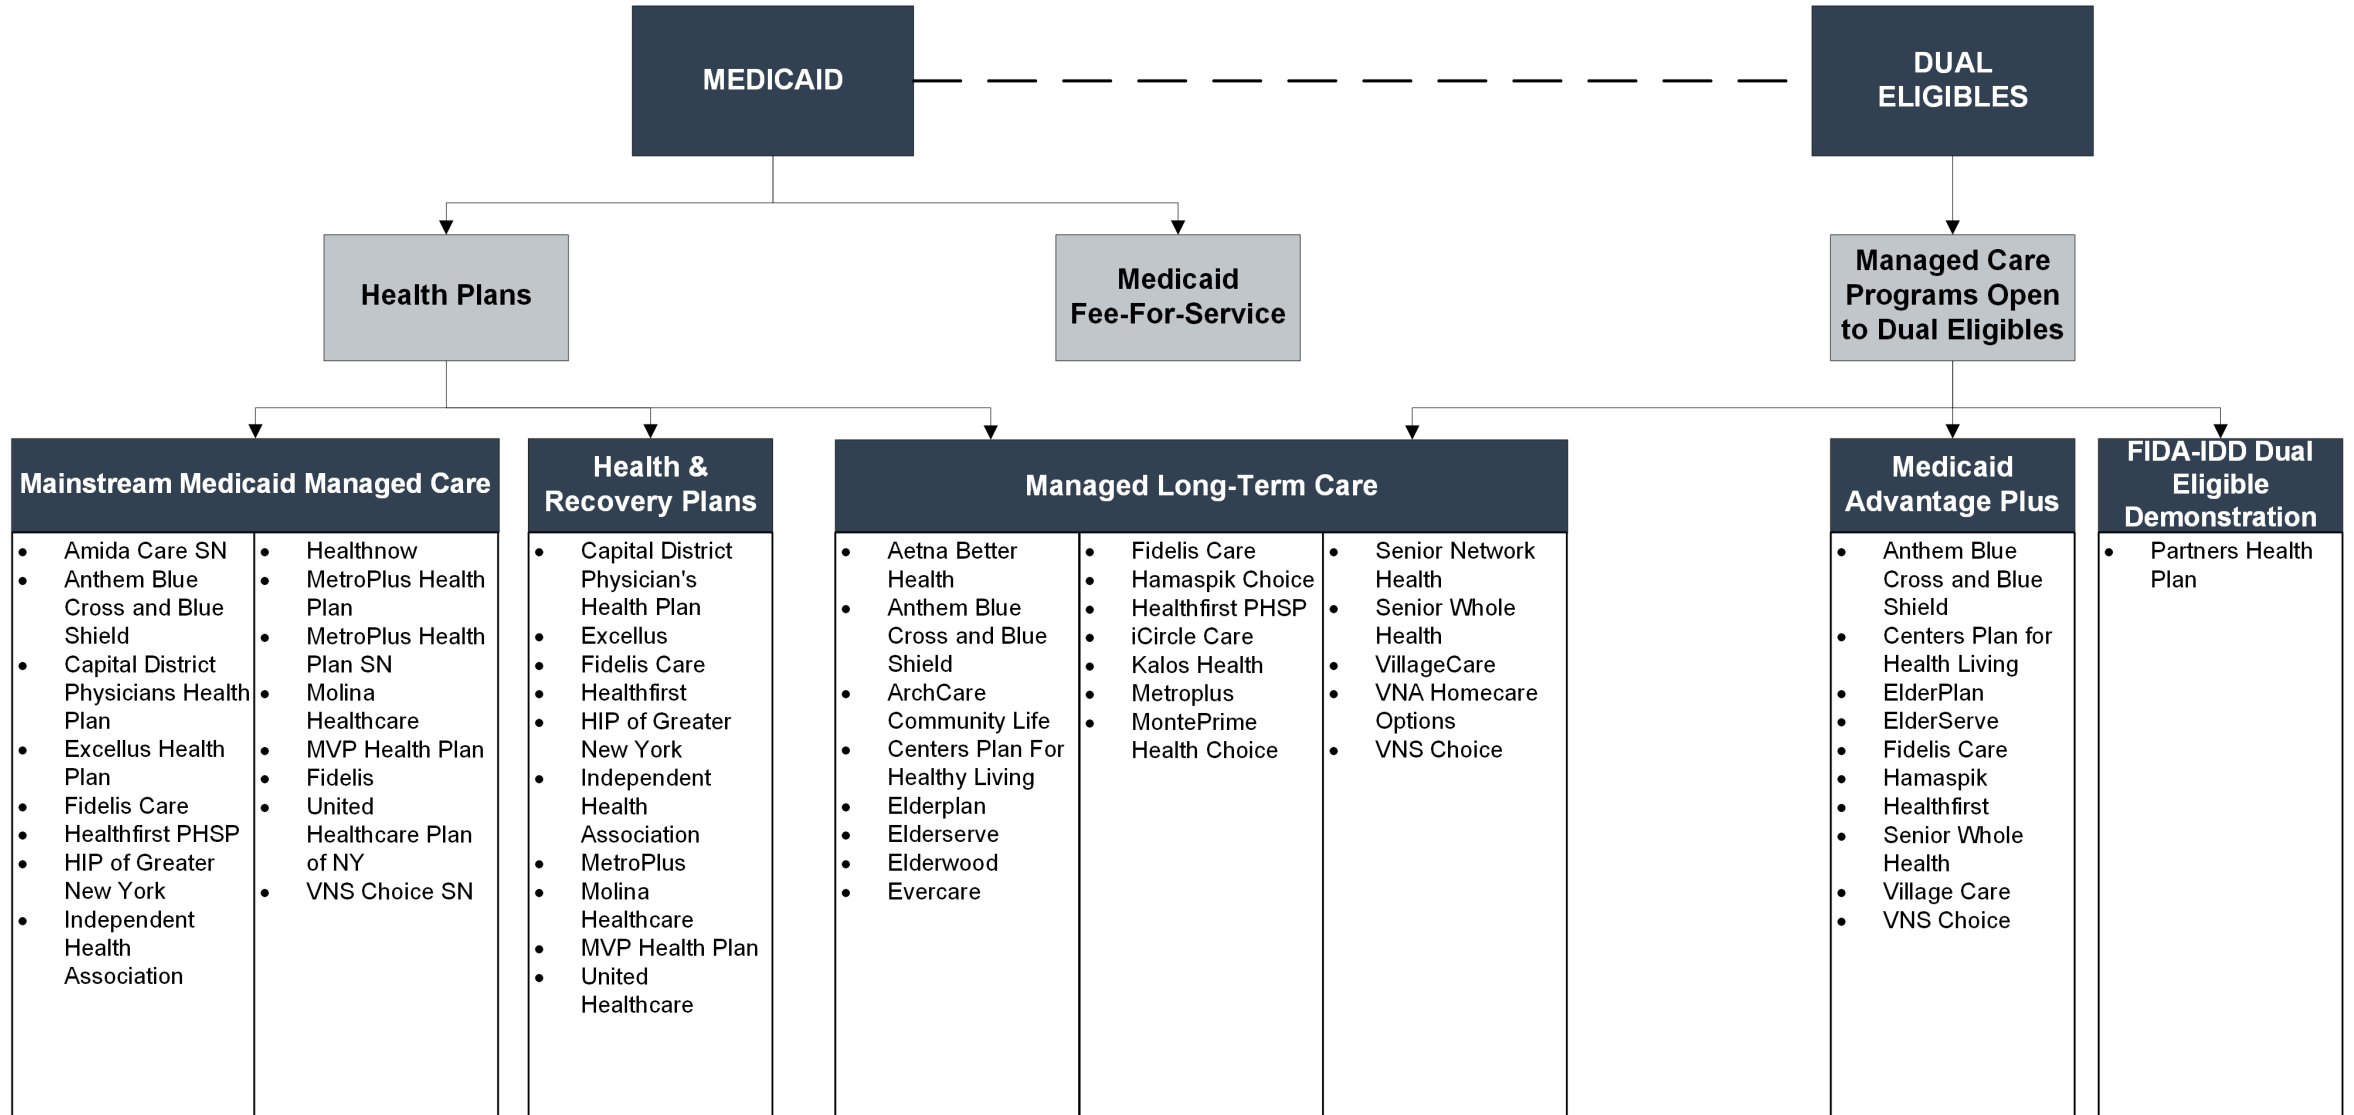 MEDICAID
DUAL
ELIGIBLES
Health Plans
Medicaid
Fee-For-Service
Managed Care
Programs Open
to Dual Eligibles
Mainstream Medicaid Managed Care
• Amida Care SN
• Anthem Blue
Cross and Blue
Shield
• Capital District
Physicians Health
Plan
• Excellus Health
Plan
• Fidelis Care
• Healthfirst PHSP
• HIP of Greater
New York
• Independent
Health
Association
• Healthnow
• MetroPlus Health
Plan
• MetroPlus Health
Plan SN
• Molina
Healthcare
• MVP Health Plan
• Fidelis
• United
Healthcare Plan
of NY
• VNS Choice SN
Health &
Recovery Plans
• Capital District
Physician's
Health Plan
• Excellus
• Fidelis Care
• Healthfirst
• HIP of Greater
New York
• Independent
Health
Association
• MetroPlus
• Molina
Healthcare
• MVP Health Plan
• United
Healthcare
Managed Long-Term Care
• Aetna Better
Health
• Anthem Blue
Cross and Blue
Shield
• ArchCare
Community Life
• Centers Plan For
Healthy Living
• Elderplan
• Elderserve
• Elderwood
• Evercare
• Fidelis Care
• Hamaspik Choice
• Healthfirst PHSP
• iCircle Care
• Kalos Health
• Metroplus
• MontePrime
Health Choice
• Senior Network
Health
• Senior Whole
Health
• VillageCare
• VNA Homecare
Options
• VNS Choice
Medicaid
Advantage Plus
• Anthem Blue
Cross and Blue
Shield
• Centers Plan for
Health Living
• ElderPlan
• ElderServe
• Fidelis Care
• Hamaspik
• Healthfirst
• Senior Whole
Health
• Village Care
• VNS Choice
FIDA-IDD Dual
Eligible
Demonstration
• Partners Health
Plan